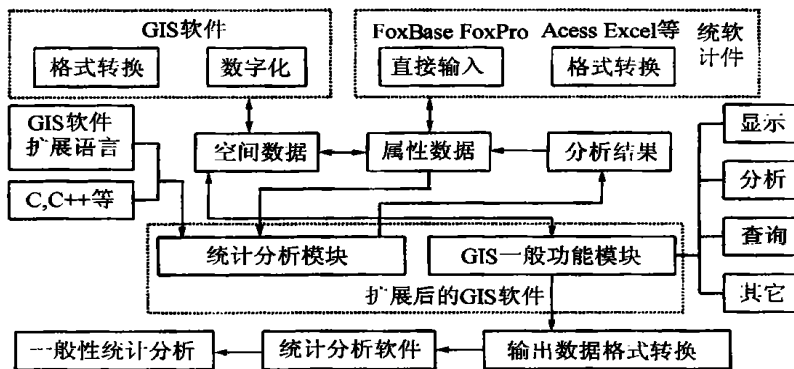 GIS软件
格式转换
数字化
FoxBase FoxPro
Acess Excel等
直接输入
格式转换
统软
计件
GIS软件
扩展语言
C,C++等
空间数据
属性数据
分析结果
统计分析模块
GIS一般功能模块
扩展后的GIS软件
显示
分析
查询
其它
一般性统计分析
统计分析软件
输出数据格式转换